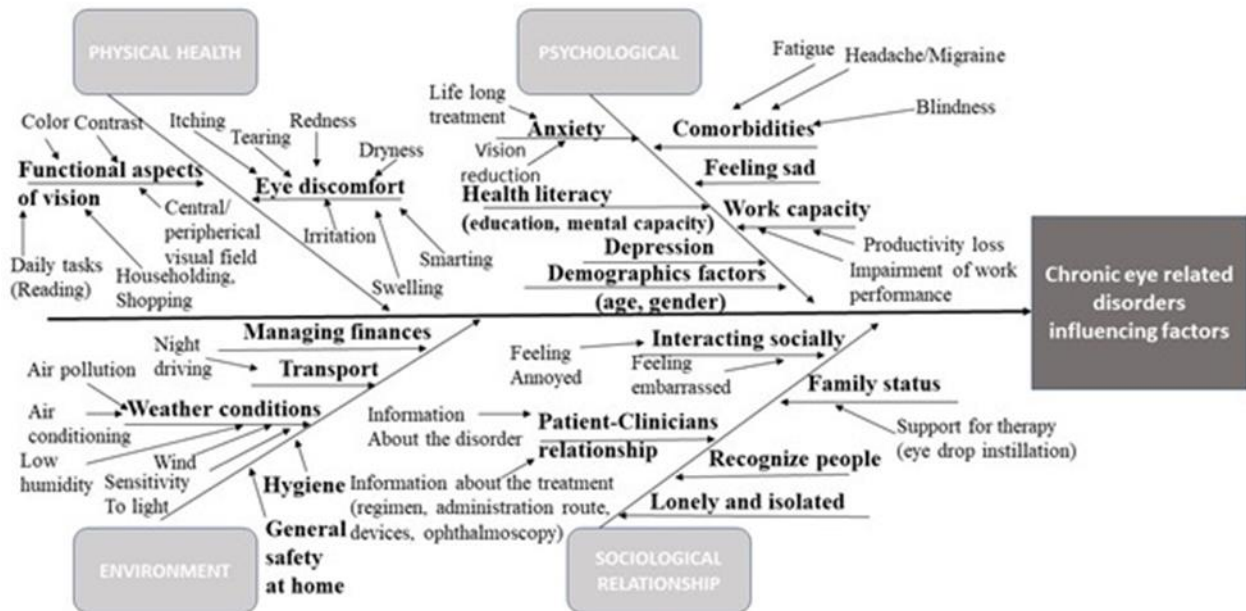 PHYSICAL HEALTH
Color Contrast
Itching
Tearing
Redness
Dryness
Functional aspects
of vision
Eye discomfort
Central/
peripherical
visual field
Irritation
Smarting
Swelling
Daily tasks
(Reading)
Householding,
Shopping
PSYCHOLOGICAL
Fatigue
Headache/Migraine
Blindness
Life long
treatment
Anxiety
Vision
reduction
Comorbidities
Feeling sad
Health literacy
(education, mental capacity)
Work capacity
Productivity loss
Impairment of work
performance
Depression
Demographics factors
(age, gender)
Chronic eye related
disorders
influencing factors
Managing finances
Night
driving
Transport
Air pollution
Weather conditions
Air
conditioning
Low
humidity
Wind
Sensitivity
To light
Hygiene
General
safety
at home
ENVIRONMENT
Interacting socially
Feeling
Annoyed
Feeling
embarrassed
Family status
Support for therapy
(eye drop instillation)
Information
About the disorder
Patient-Clinicians
relationship
Information about the treatment
(regimen, administration route,
devices, ophthalmoscopy)
Recognize people
Lonely and isolated
SOCIOLOGICAL
RELATIONSHIP